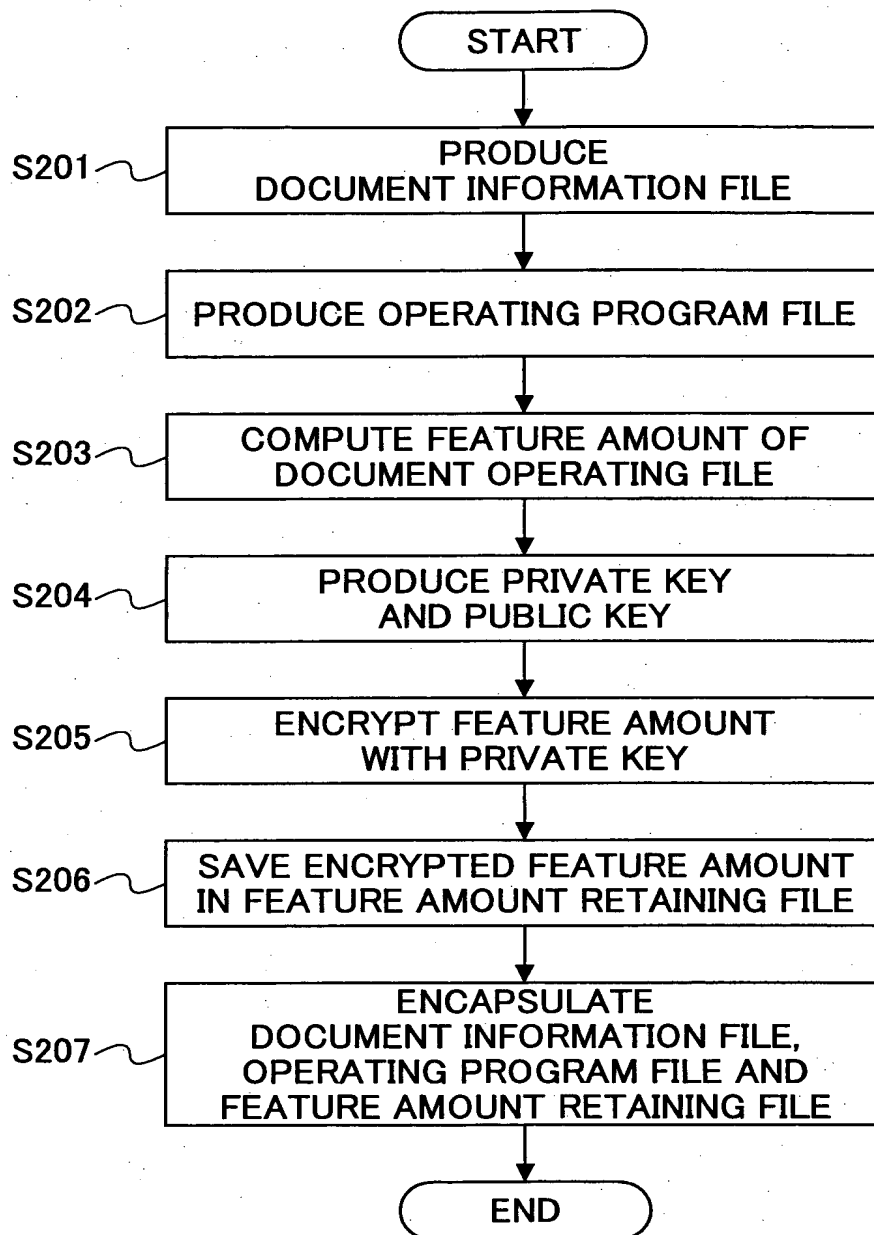 START
S201
PRODUCE
DOCUMENT INFORMATION FILE
S202
PRODUCE OPERATING PROGRAM FILE
S203
COMPUTE FEATURE AMOUNT OF
DOCUMENT OPERATING FILE
S204
PRODUCE PRIVATE KEY
AND PUBLIC KEY
S205
ENCRYPT FEATURE AMOUNT
WITH PRIVATE KEY
S206
SAVE ENCRYPTED FEATURE AMOUNT
IN FEATURE AMOUNT RETAINING FILE
S207
ENCAPSULATE
DOCUMENT INFORMATION FILE,
OPERATING PROGRAM FILE AND
FEATURE AMOUNT RETAINING FILE
END